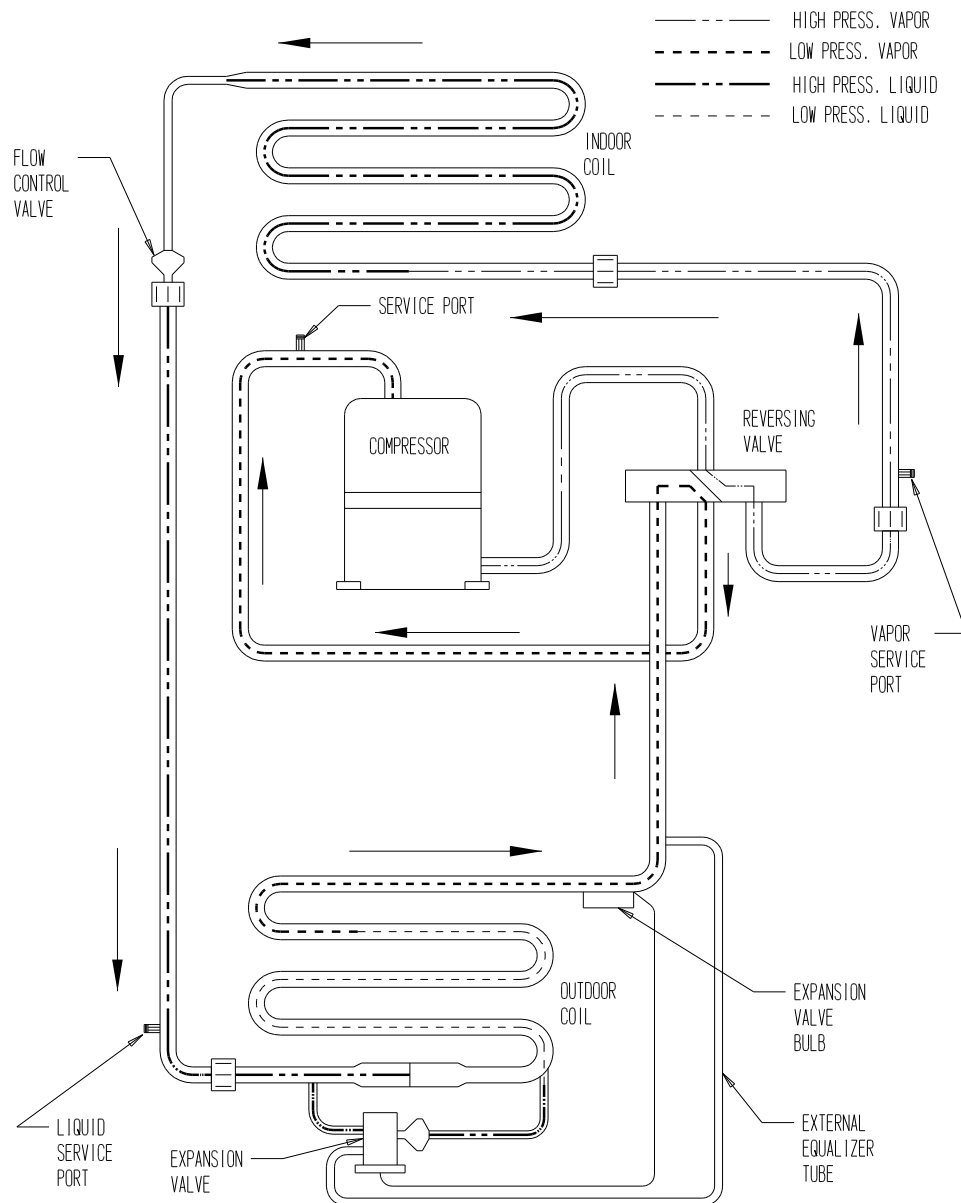 HIGH PRESS. VAPOR
LOW PRESS. VAPOR
HIGH PRESS. LIQUID
LOW PRESS. LIQUID
INDOOR
COIL
FLOW
CONTROL
VALVE
SERVICE PORT
COMPRESSOR
REVERSING
VALVE
VAPOR
SERVICE
PORT
OUTDOOR
COIL
EXPANSION
VALVE
BULB
LIQUID
SERVICE
PORT
EXPANSION
VALVE
EXTERNAL
EQUALIZER
TUBE